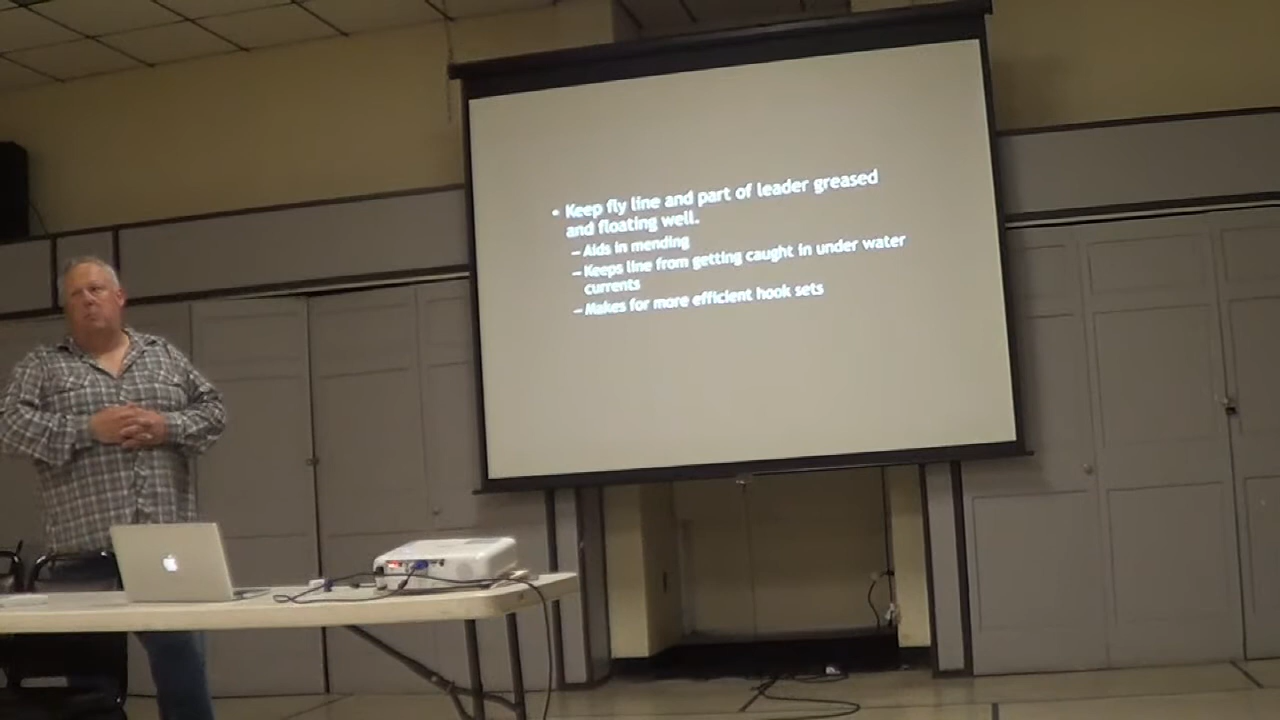 • Keep fly line and part of leader greased
and floating well.
– Aids in mending
– Keeps line from getting caught in under water
currents
– Makes for more efficient hook sets